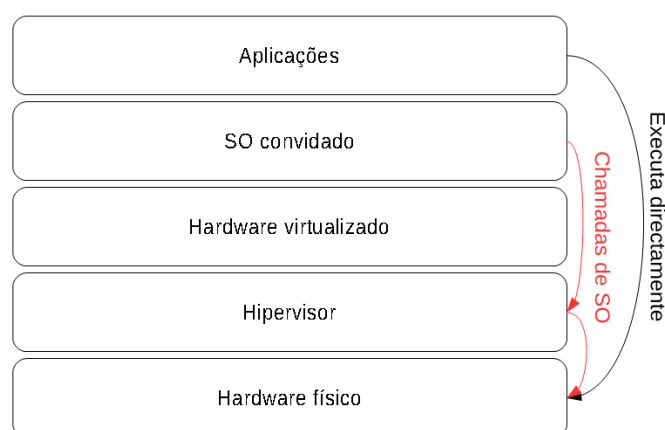 Aplicações
SO convidado
Hardware virtualizado
Hipervisor
Hardware físico
Chamadas de SO
Executa directamente